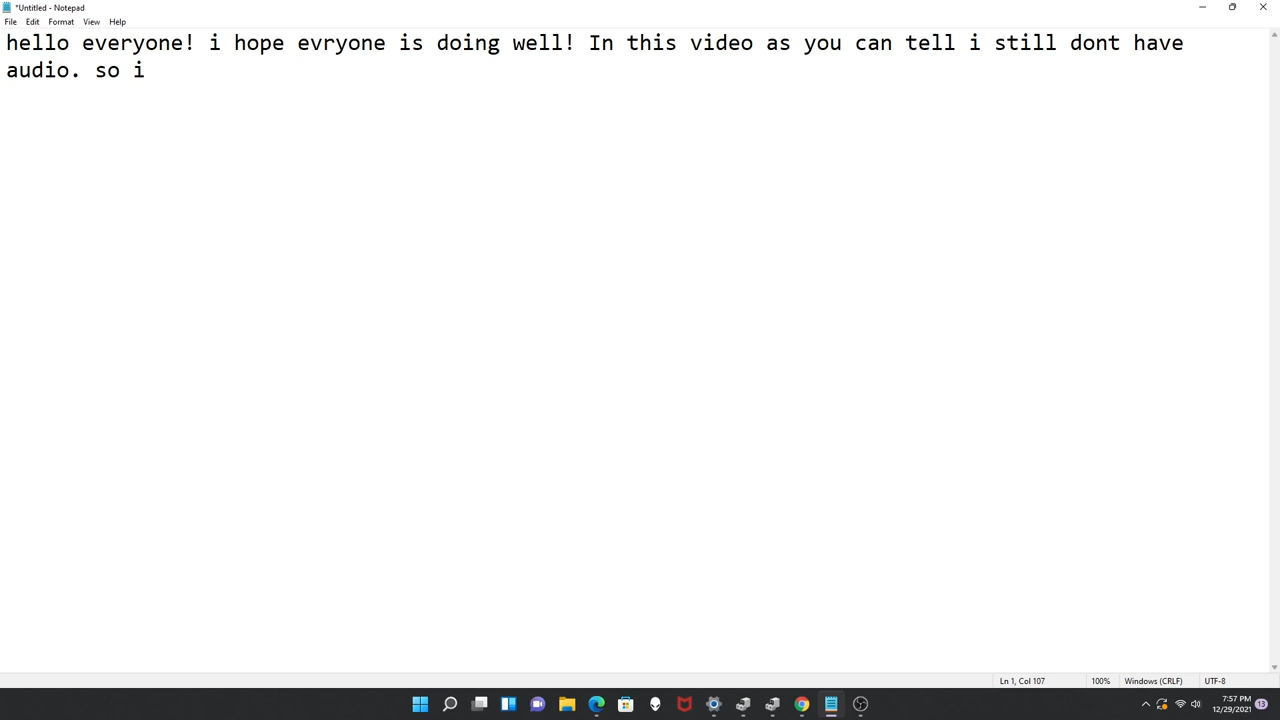 *Untitled - Notepad
File Edit Format View Help
hello everyone! i hope evryone is doing well! In this video as you can tell i still dont have
audio. so i
Ln 1, Col 107 100% Windows (CRLF) UTF-8
7:57 PM
12/29/2021 13